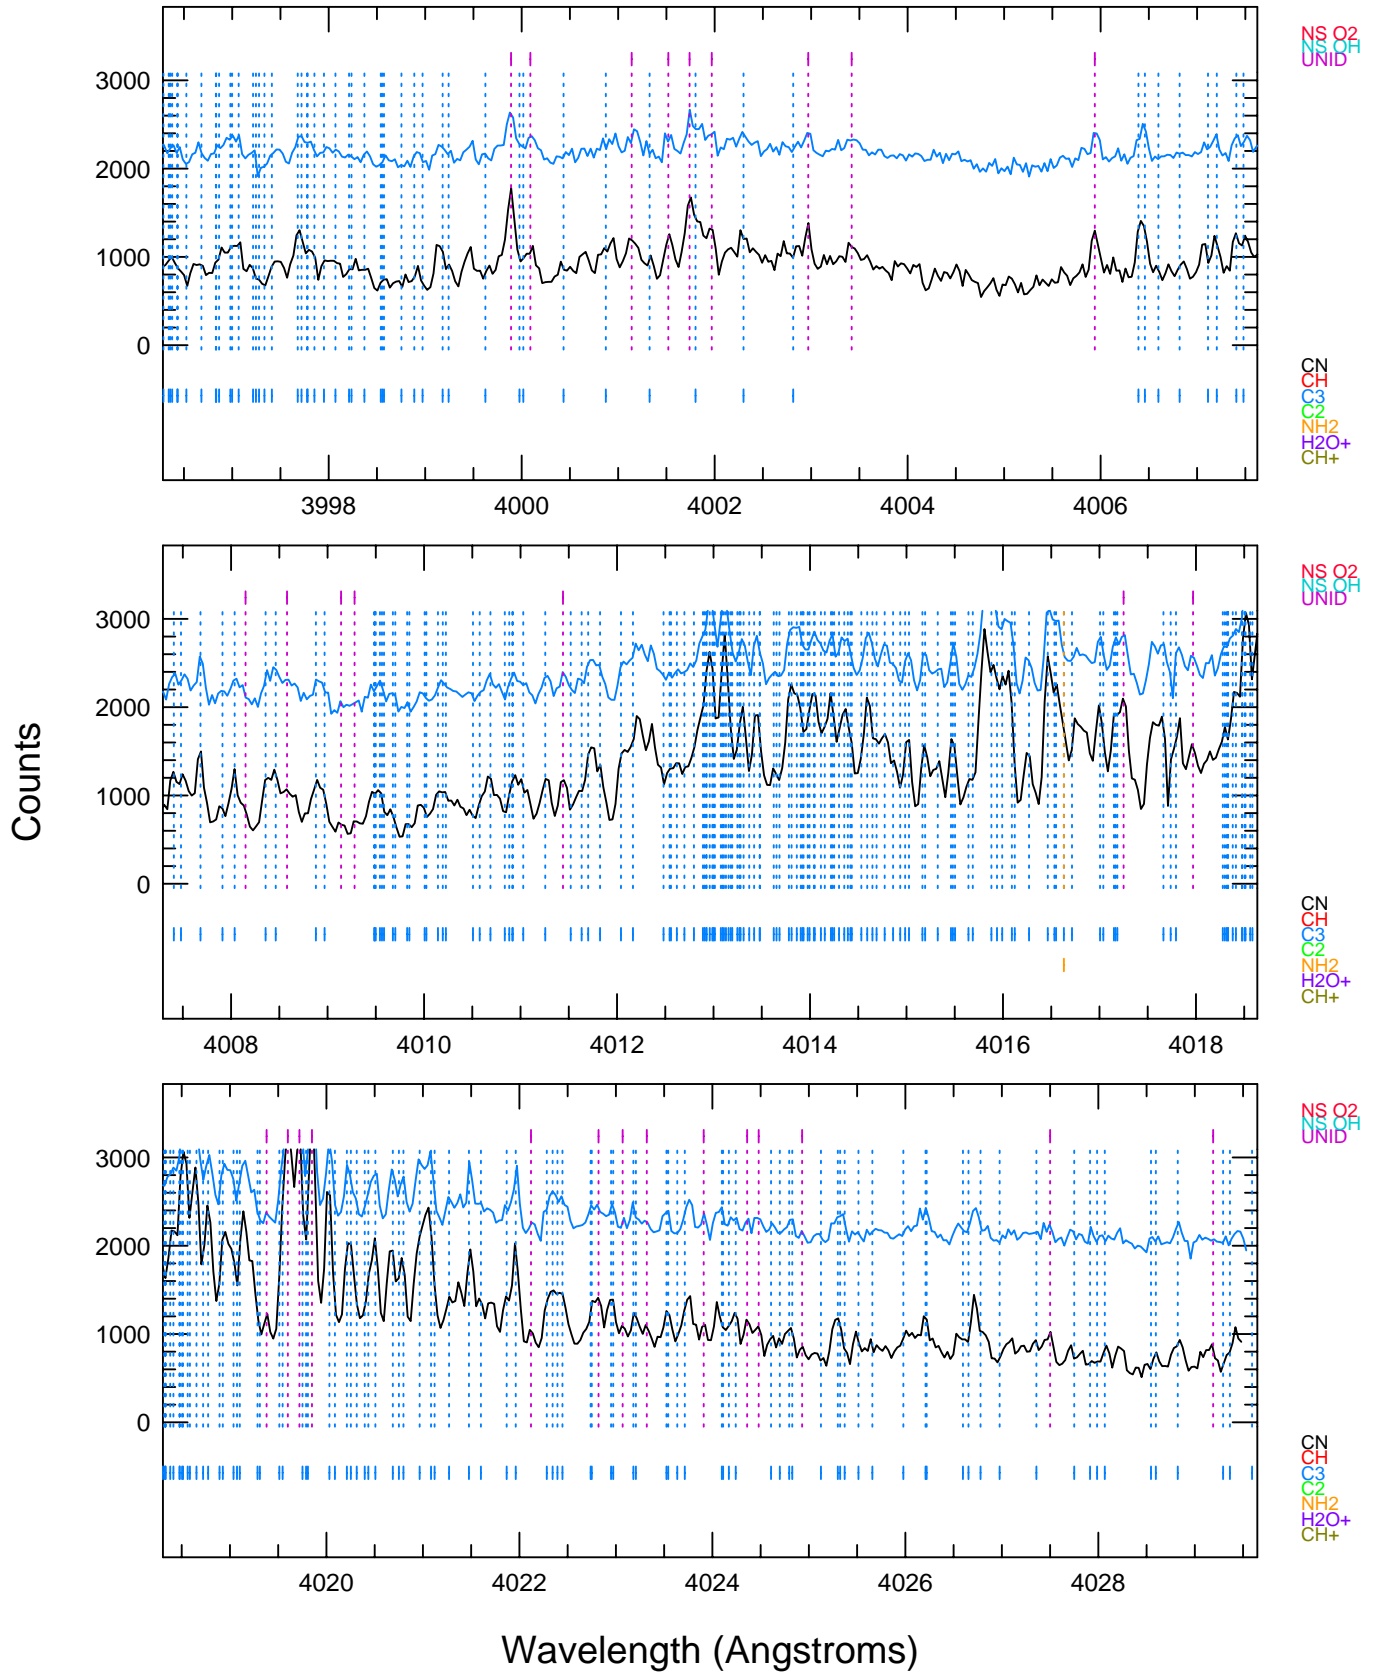 NS O2
NS OH
UNID
3000
2000
1000
0
CN
CH
C3
C2
NH2
H2O+
CH+
3998
4000
4002
4004
4006
NS O2
NS OH
UNID
3000
2000
1000
0
Counts
CN
CH
C3
C2
NH2
H2O+
CH+
4008
4010
4012
4014
4016
4018
NS O2
NS OH
UNID
3000
2000
1000
0
CN
CH
C3
C2
NH2
H2O+
CH+
4020
4022
4024
4026
4028
Wavelength (Angstroms)